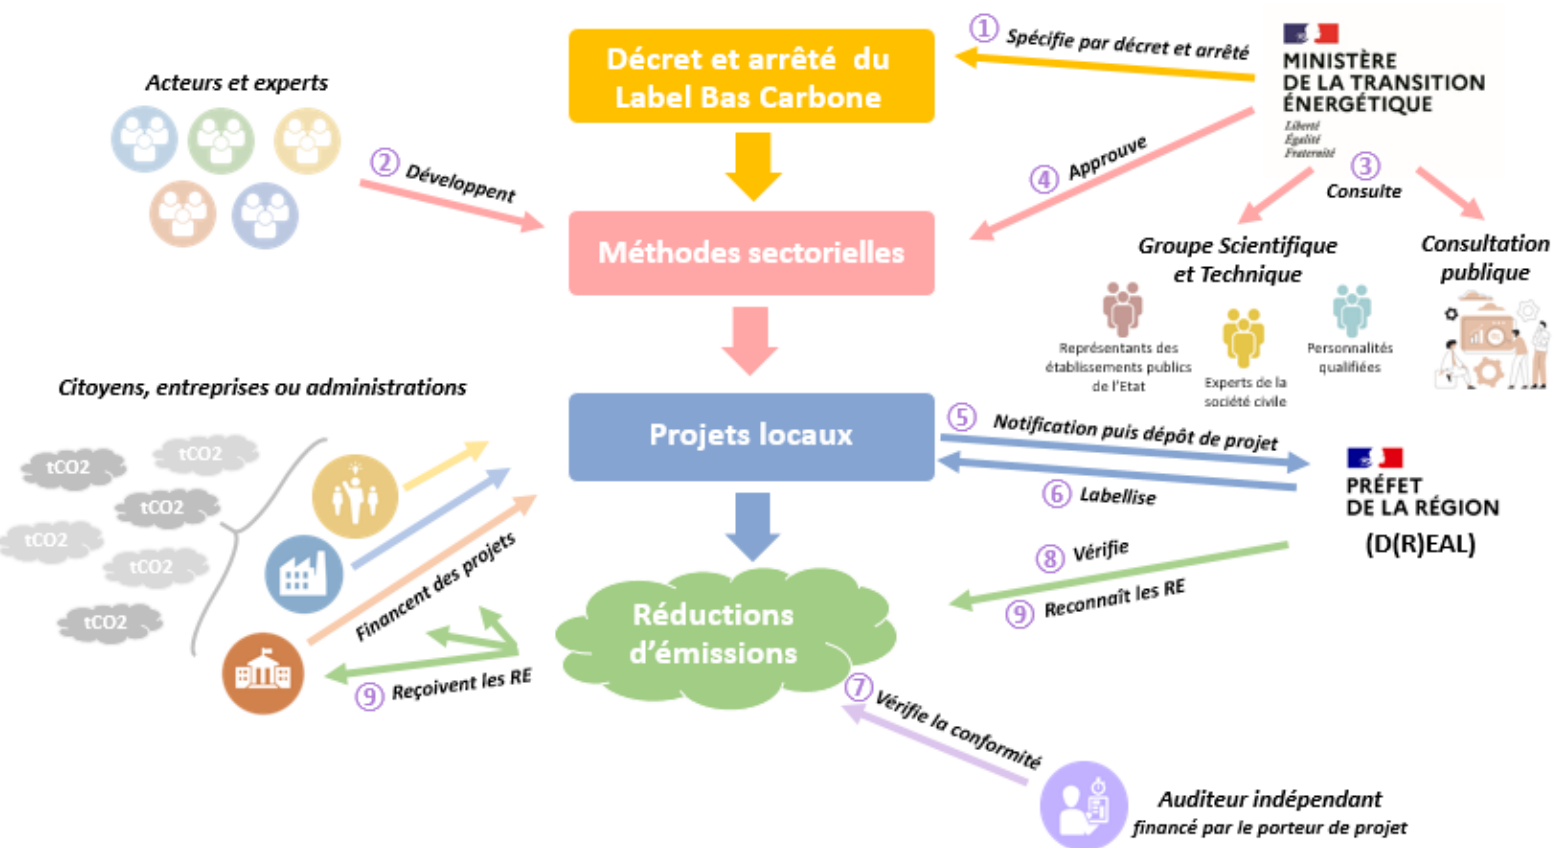 ① Spécifie par décret et arrêté
Décret et arrêté du
Label Bas Carbone
MINISTÈRE
DE LA TRANSITION
ÉNERGÉTIQUE
Liberté
Égalité
Fraternité
Acteurs et experts
② Développent
④ Approuve
③
Consulte
Méthodes sectorielles
Groupe Scientifique
et Technique
Consultation
publique
Représentants des
établissements publics
de l'Etat
Experts de la
société civile
Personnalités
qualifiées
Citoyens, entreprises ou administrations
Projets locaux
⑤ Notification puis dépôt de projet
⑥ Labellise
PRÉFET
DE LA RÉGION
(D(R)EAL)
tCO2
tCO2
tCO2
tCO2
tCO2
tCO2
Financent des projets
⑧ Vérifie
⑨ Reconnaît les RE
Réductions
d'émissions
⑨ Reçoivent les RE
⑦ Vérifie la conformité
Auditeur indépendant
financé par le porteur de projet